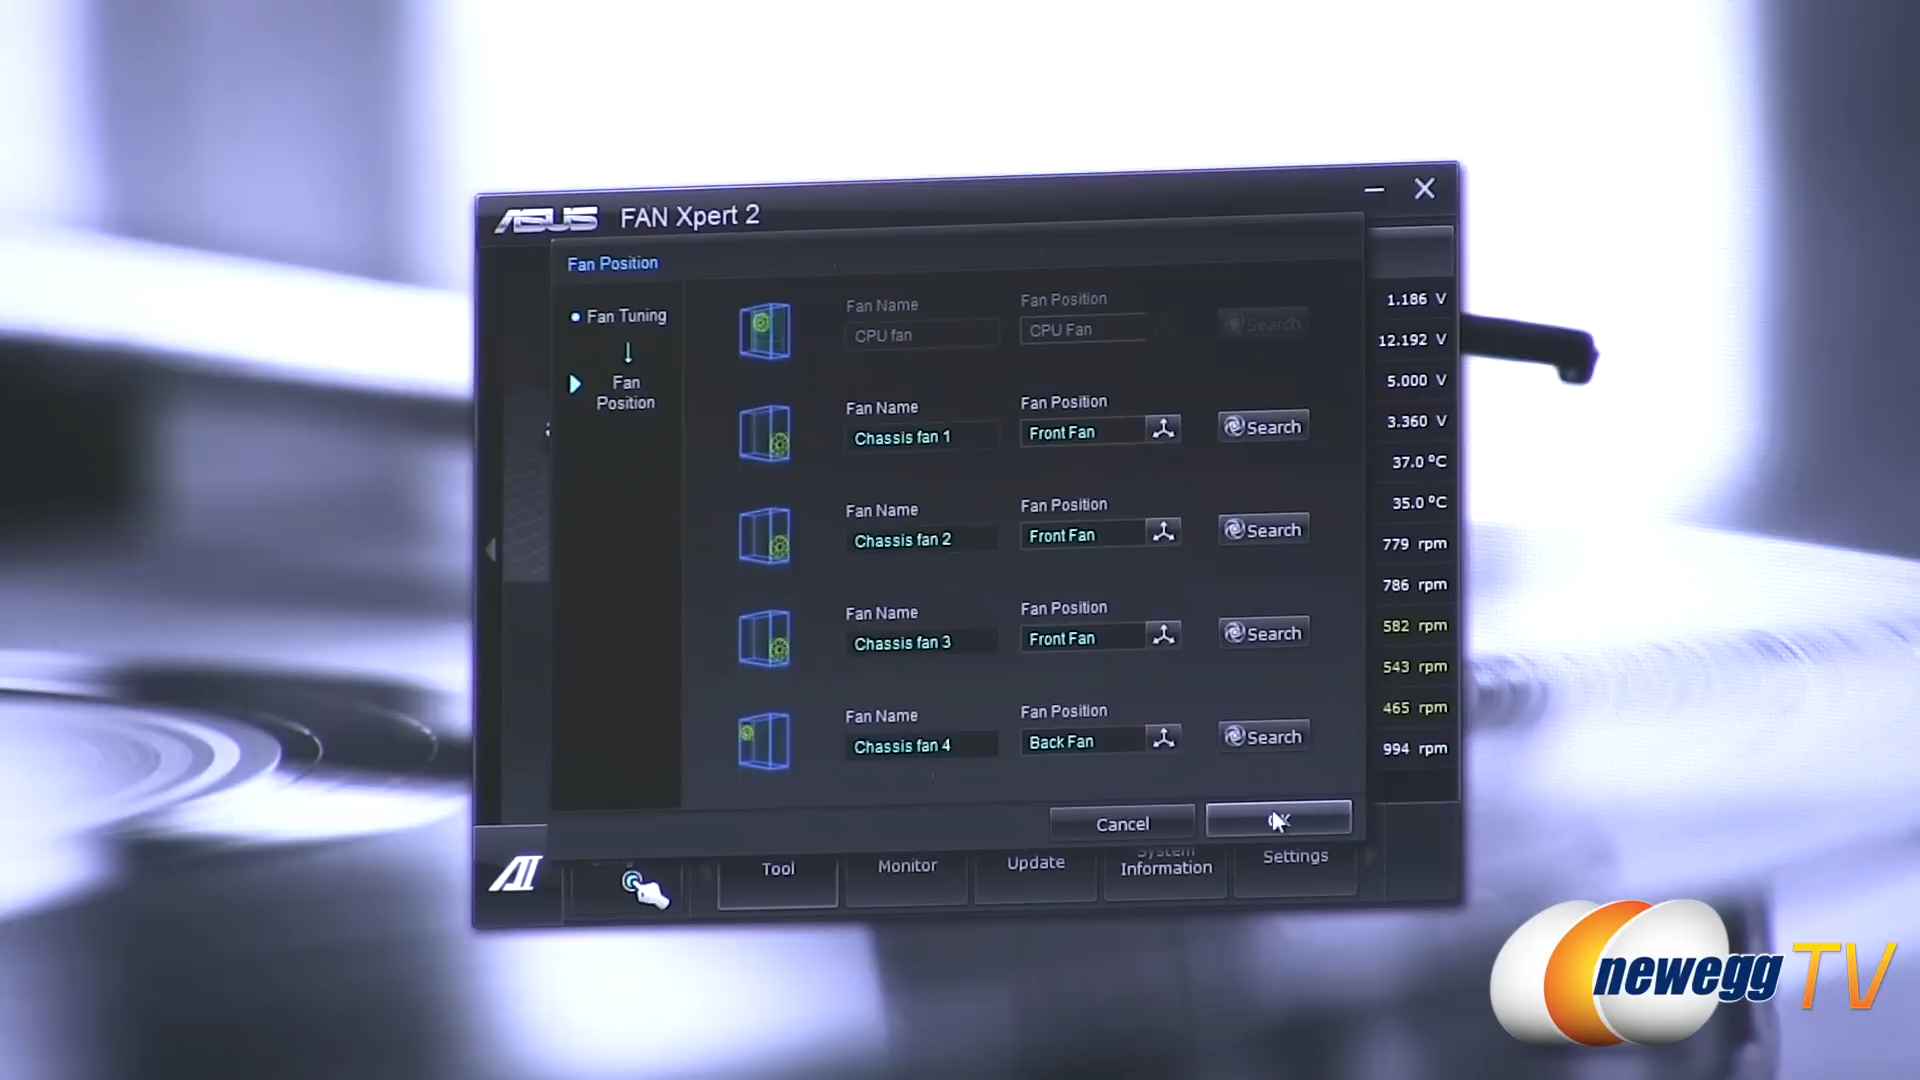 ASUS FAN Xpert 2
Fan Position
Fan Tuning
Fan
Position
Fan Name Fan Position
CPU fan CPU Fan Search
Fan Name Fan Position
Chassis fan 1 Front Fan Search
Fan Name Fan Position
Chassis fan 2 Front Fan Search
Fan Name Fan Position
Chassis fan 3 Front Fan Search
Fan Name Fan Position
Chassis fan 4 Back Fan Search
1.186 V
12.192 V
5.000 V
3.360 V
37.0 °C
35.0 °C
779 rpm
786 rpm
582 rpm
543 rpm
465 rpm
994 rpm
Cancel
Tool
Monitor
Update
System
Information
Settings
newegg TV